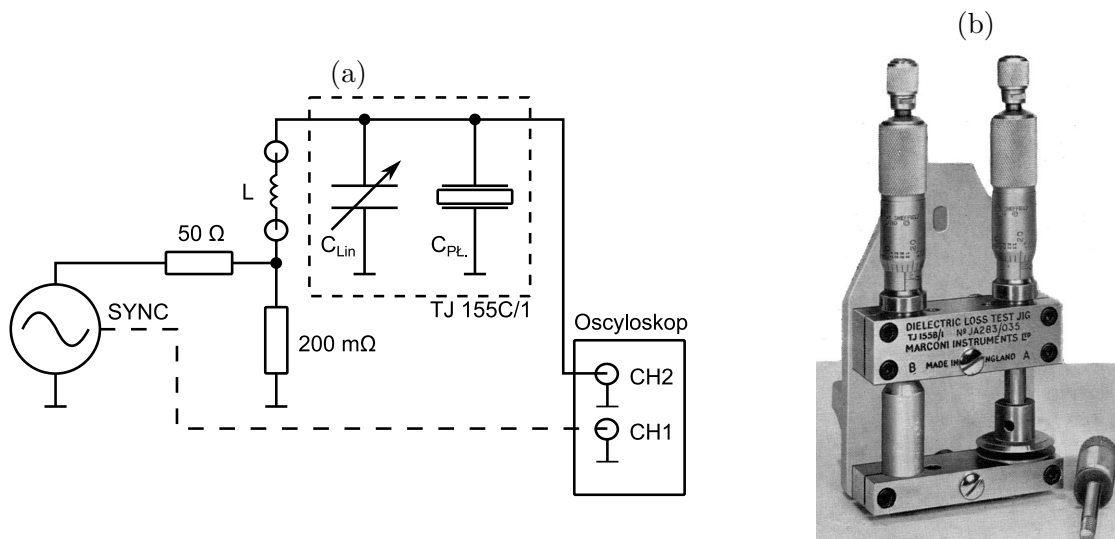 (a)
(b)
L
50 Ω
C_Lin
C_PŁ.
SYNC
TJ 155C/1
200 mΩ
Oscyloskop
CH2
CH1
DIELECTRIC LOSS TEST JIG
TJ 155B/1 Nº JA283/035
MARCONI INSTRUMENTS Lᵀᴰ
B MADE IN ENGLAND A